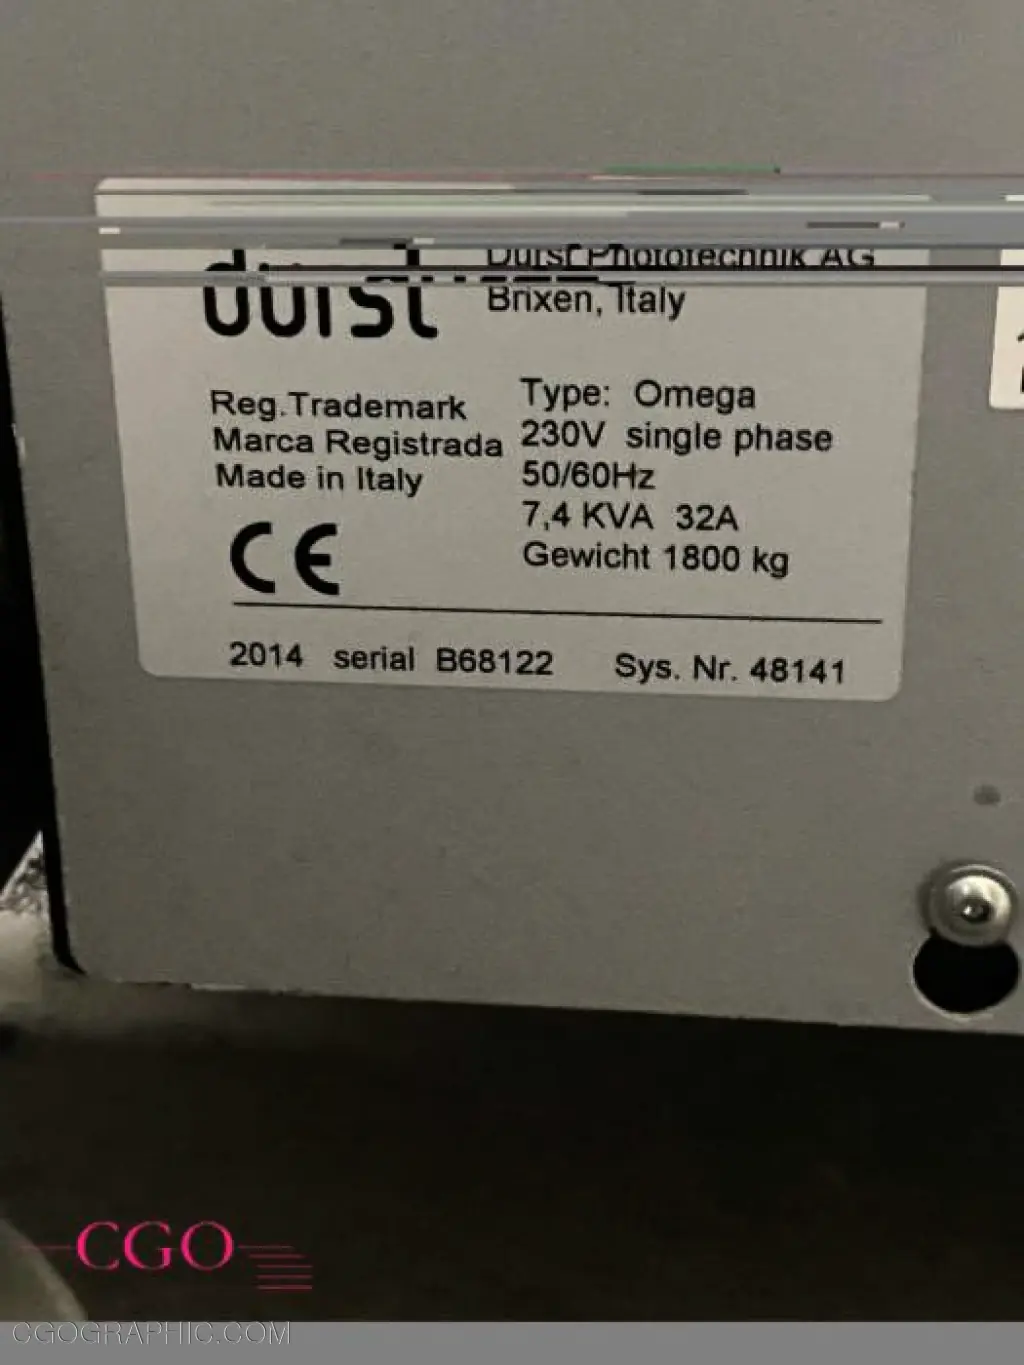 durst
Durst Phototechnik AG
Brixen, Italy
Reg.Trademark
Marca Registrada
Made in Italy
CE
Type: Omega
230V single phase
50/60Hz
7,4 KVA 32A
Gewicht 1800 kg
2014 serial B68122 Sys. Nr. 48141
CGO
CGOGRAPHIC.COM